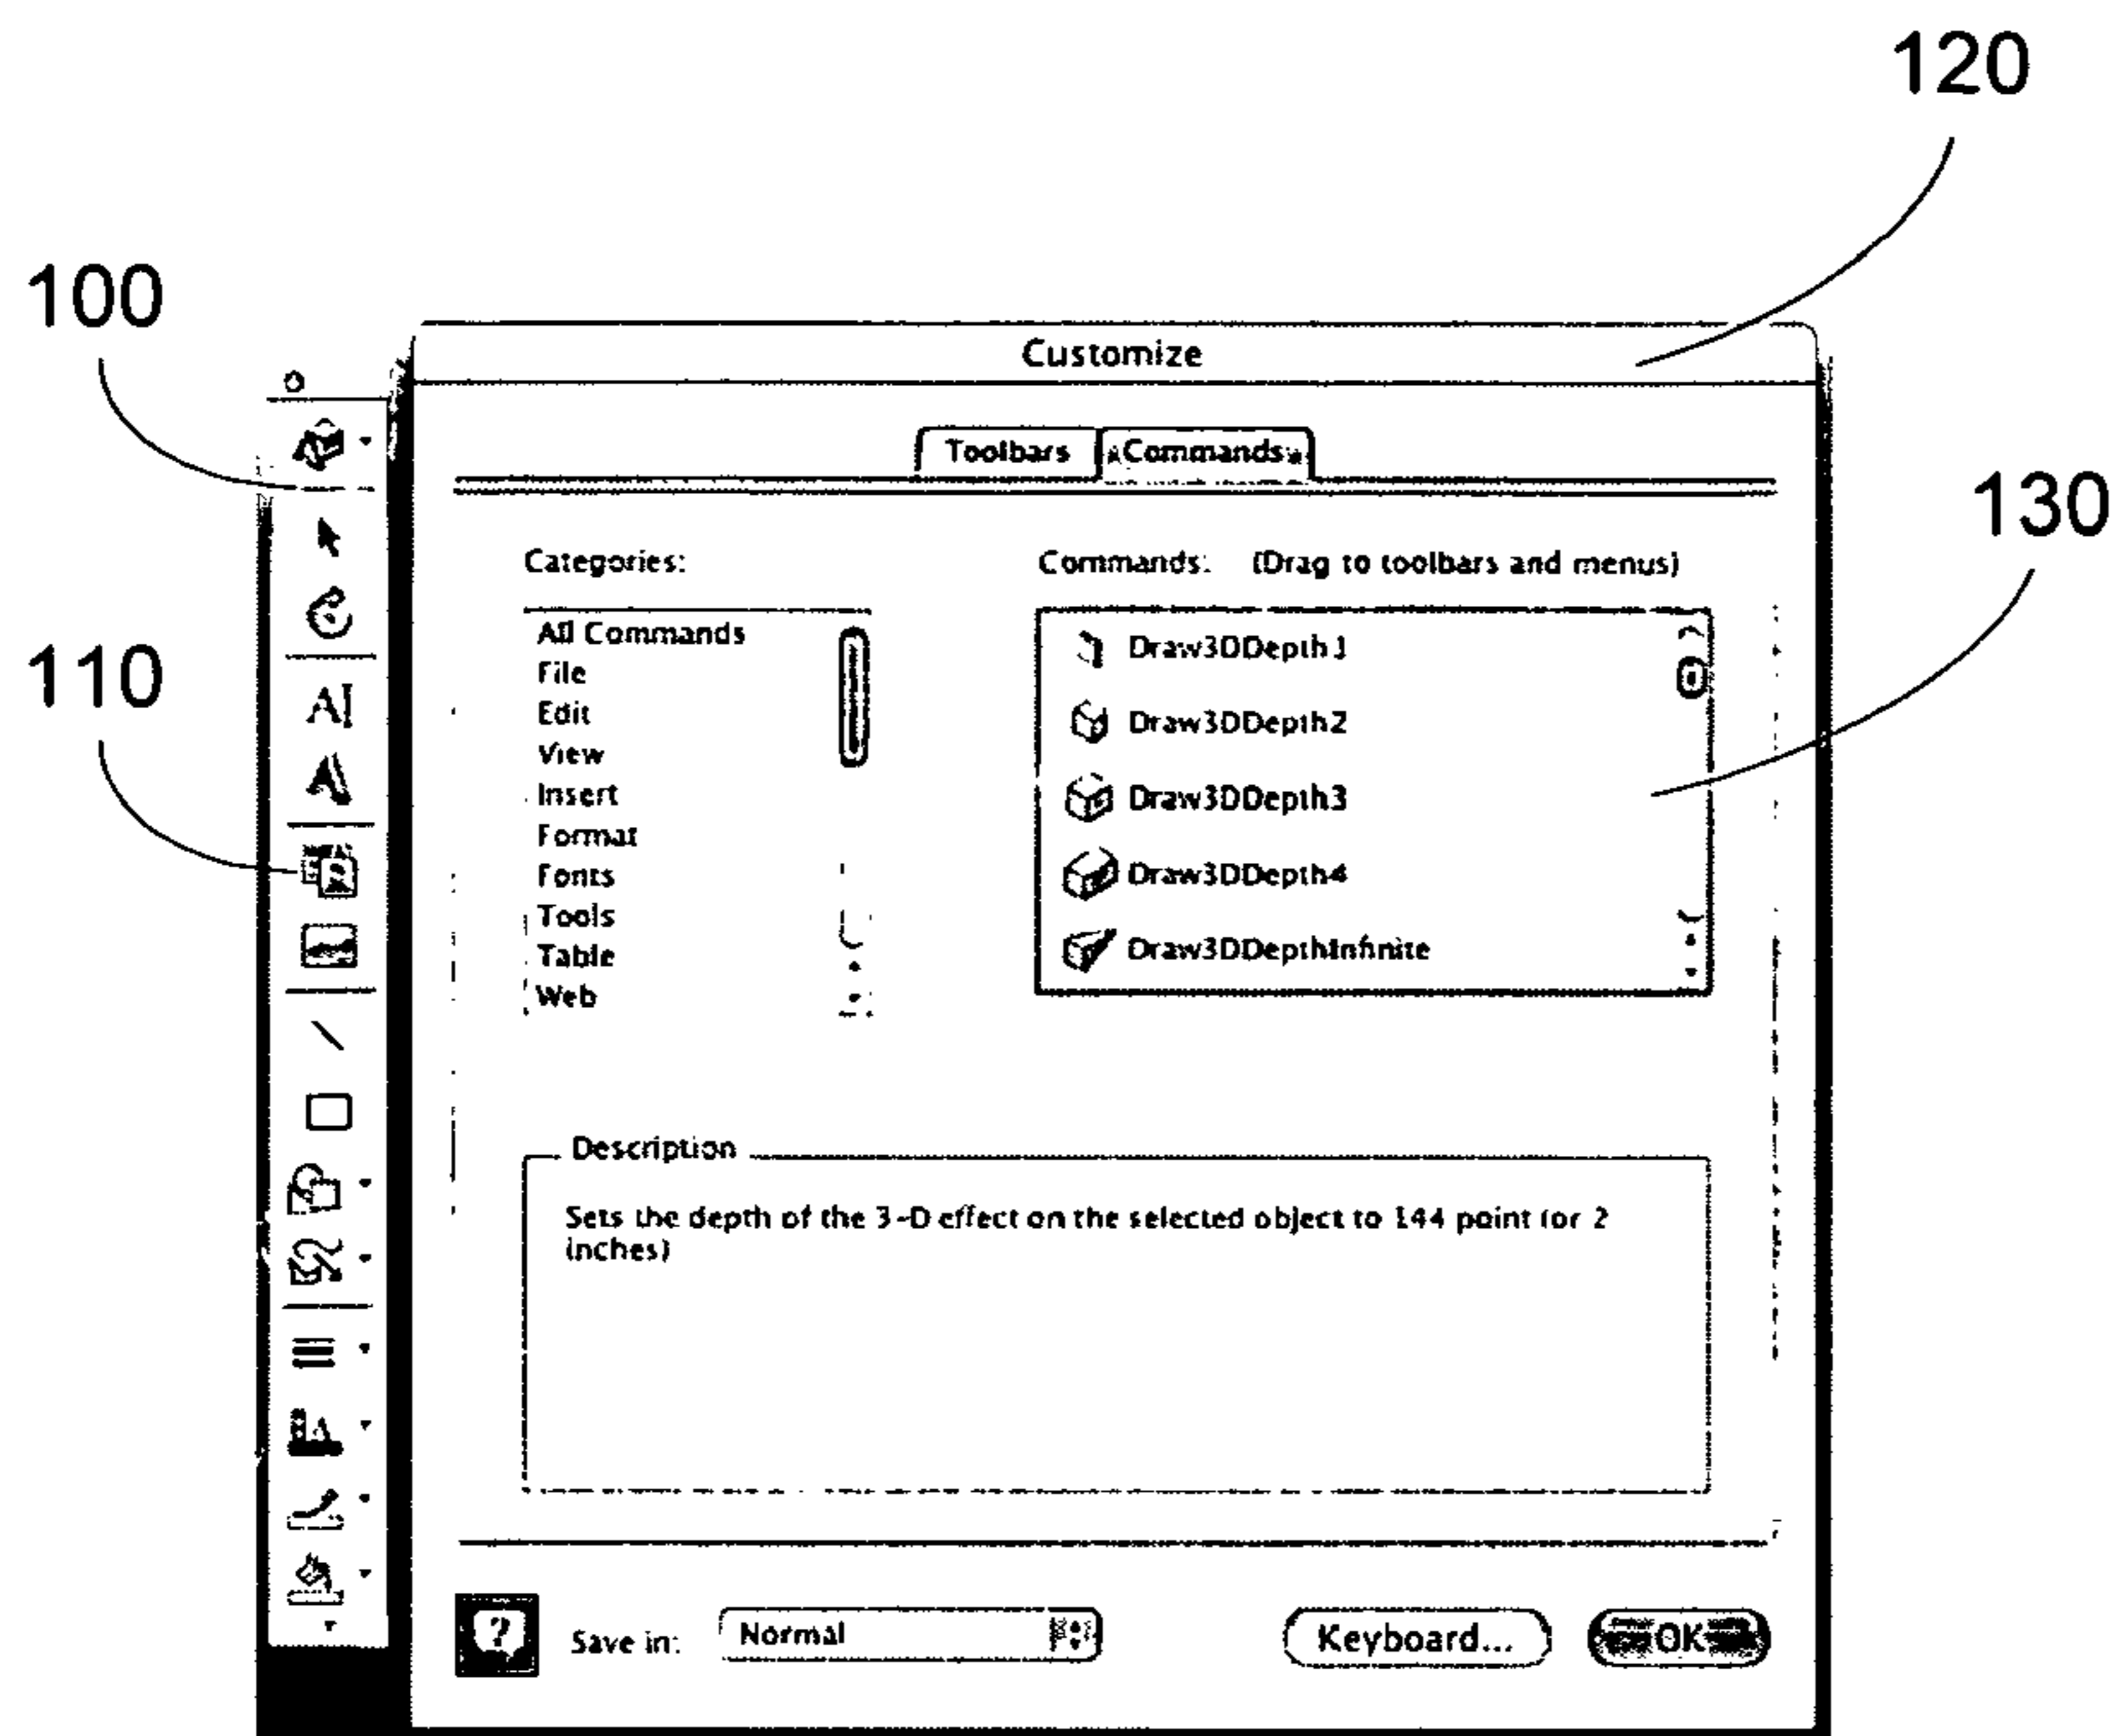 120
100
Customize
Toolbars Commands
130
Categories:
Commands: (Drag to toolbars and menus)
All Commands
File
Edit
View
Insert
Format
Fonts
Tools
Table
Web
Draw3DDepth1
Draw3DDepth2
Draw3DDepth3
Draw3DDepth4
Draw3DDepthInfinite
110
AI
A
Description
Sets the depth of the 3-D effect on the selected object to 144 point (or 2
inches)
A
?
Save in:
Normal
Keyboard...
OK